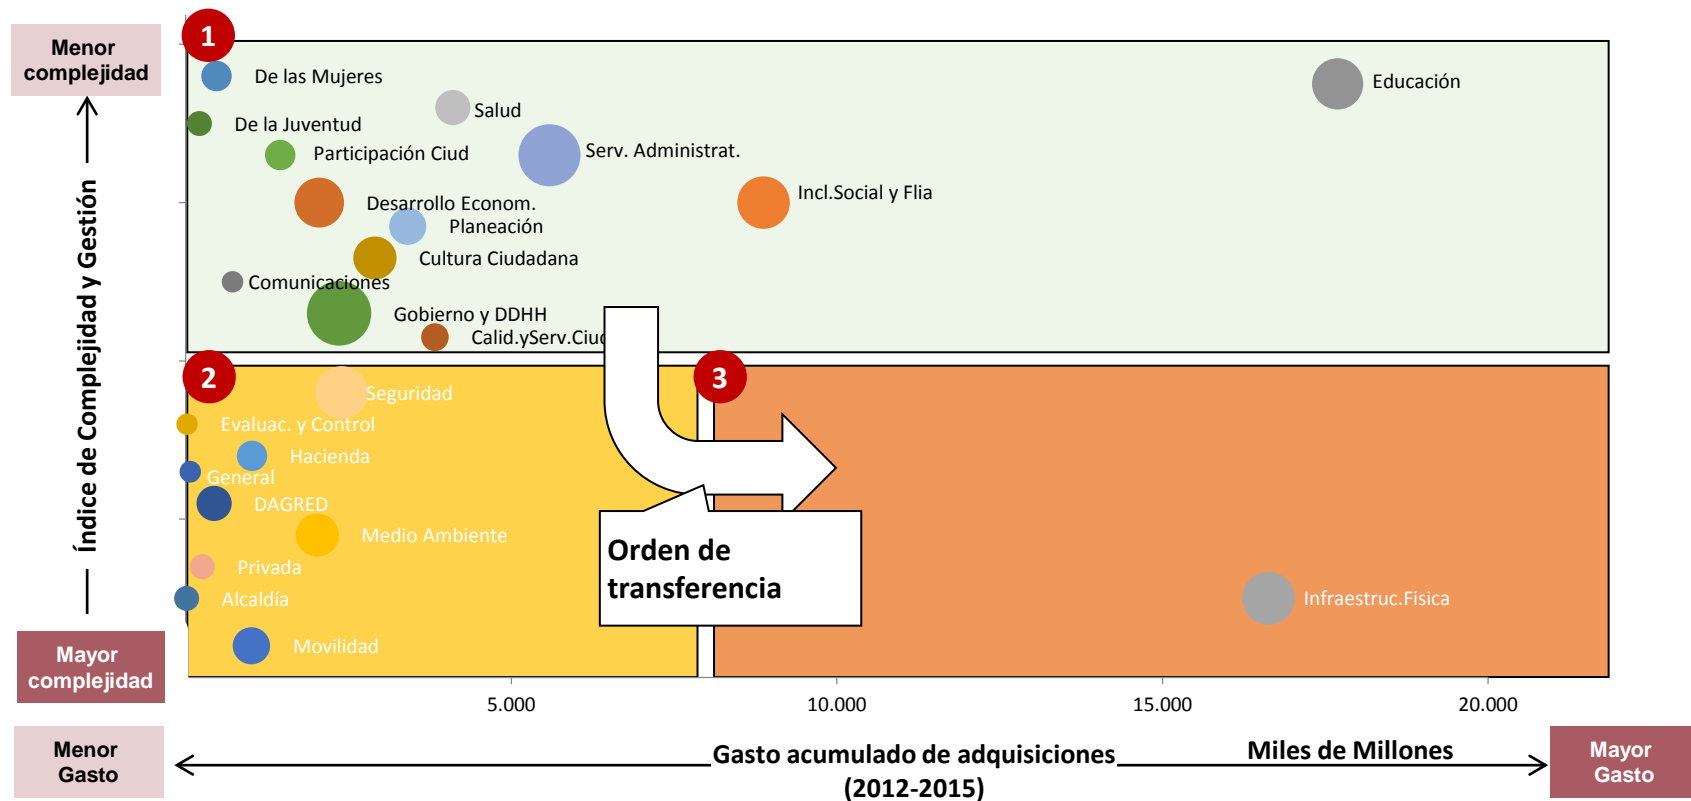 1
Menor
complejidad
De las Mujeres
Educación
Salud
De la Juventud
Participación Ciud
Serv. Administrat.
Incl.Social y Flia
Desarrollo Econom.
Planeación
Cultura Ciudadana
Comunicaciones
Gobierno y DDHH
Calid.yServ.Ciud
Índice de Complejidad y Gestión
2
3
Seguridad
Evaluac. y Control
Hacienda
General
DAGRED
Medio Ambiente
Orden de
transferencia
Privada
Alcaldía
Infraestruc.Fisica
Movilidad
Mayor
complejidad
5.000
10.000
15.000
20.000
Menor
Gasto
Gasto acumulado de adquisiciones
(2012-2015)
Miles de Millones
Mayor
Gasto